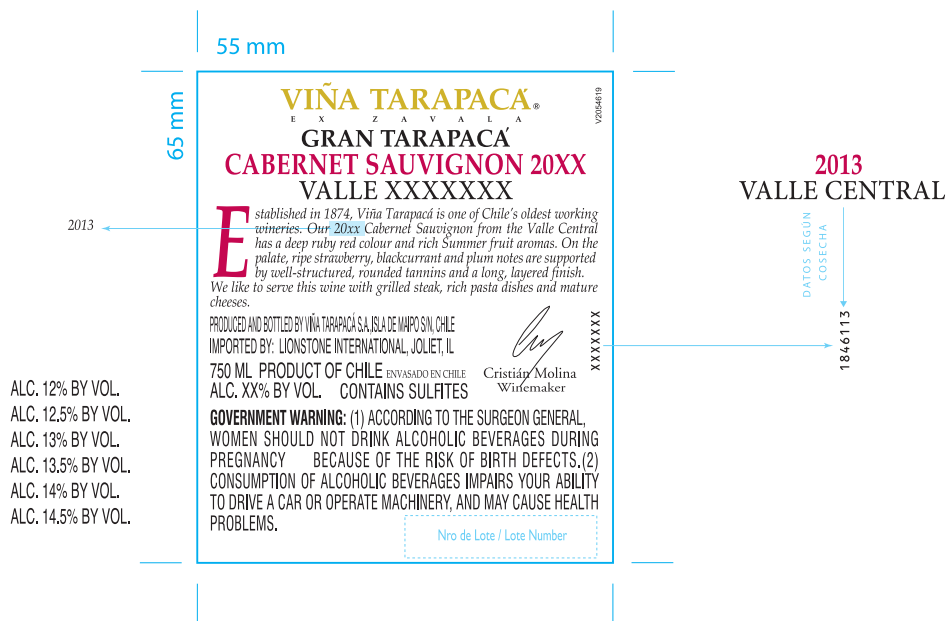 55 mm
65 mm
VIÑA TARAPACÁ®
EX ZAVALA
V2054619
GRAN TARAPACÁ
CABERNET SAUVIGNON 20XX
VALLE XXXXXXX
Established in 1874, Viña Tarapacá is one of Chile's oldest working
wineries. Our 20xx Cabernet Sauvignon from the Valle Central
has a deep ruby red colour and rich Summer fruit aromas. On the
palate, ripe strawberry, blackcurrant and plum notes are supported
by well-structured, rounded tannins and a long, layered finish.
We like to serve this wine with grilled steak, rich pasta dishes and mature
cheeses.
PRODUCED AND BOTTLED BY VIÑA TARAPACÁ S.A.,ISLA DE MAIPO S/N, CHILE
IMPORTED BY: LIONSTONE INTERNATIONAL, JOLIET, IL
750 ML PRODUCT OF CHILE ENVASADO EN CHILE
ALC. XX% BY VOL. CONTAINS SULFITES
Cristián Molina
Winemaker
XXXXXXX
GOVERNMENT WARNING: (1) ACCORDING TO THE SURGEON GENERAL,
WOMEN SHOULD NOT DRINK ALCOHOLIC BEVERAGES DURING
PREGNANCY BECAUSE OF THE RISK OF BIRTH DEFECTS.(2)
CONSUMPTION OF ALCOHOLIC BEVERAGES IMPAIRS YOUR ABILITY
TO DRIVE A CAR OR OPERATE MACHINERY, AND MAY CAUSE HEALTH
PROBLEMS.
Nro de Lote / Lote Number
2013
ALC. 12% BY VOL.
ALC. 12.5% BY VOL.
ALC. 13% BY VOL.
ALC. 13.5% BY VOL.
ALC. 14% BY VOL.
ALC. 14.5% BY VOL.
2013
VALLE CENTRAL
DATOS SEGÚN
COSECHA
1846113